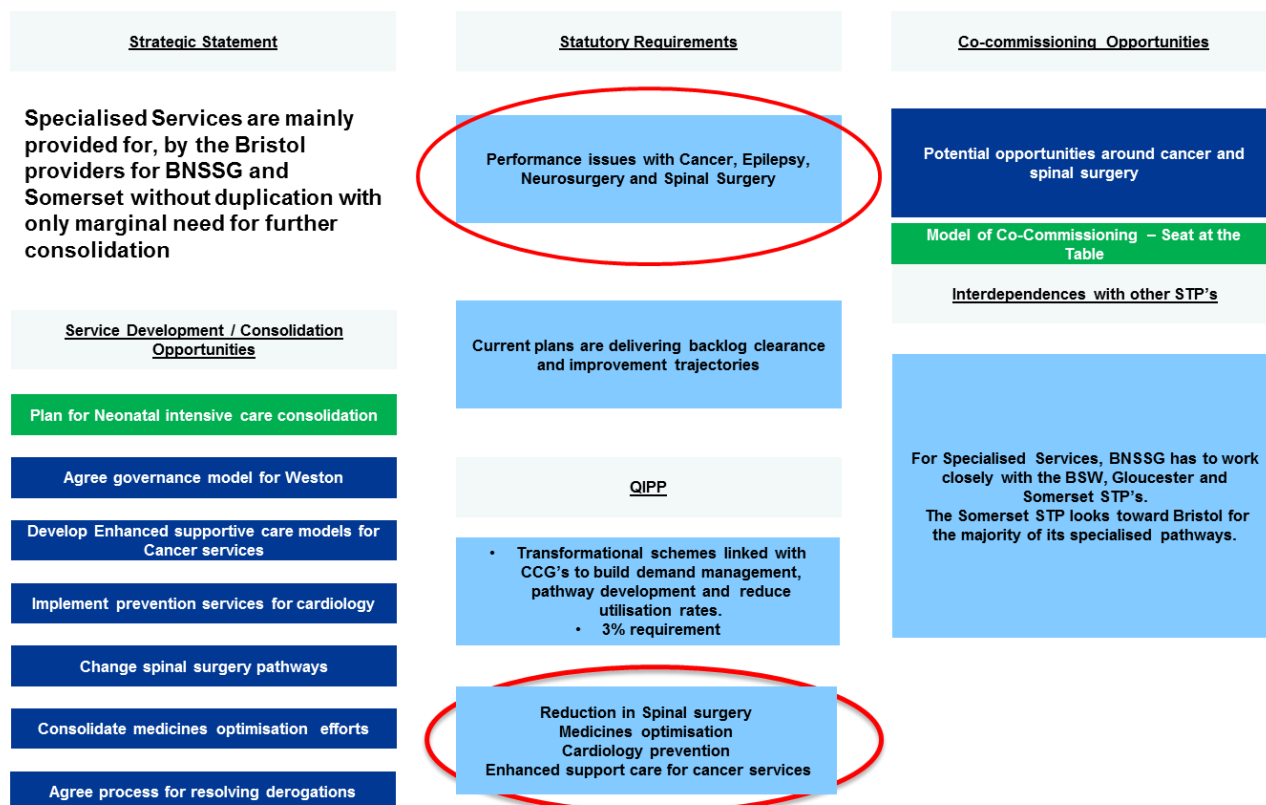 Strategic Statement
Specialised Services are mainly
provided for, by the Bristol
providers for BNSSG and
Somerset without duplication with
only marginal need for further
consolidation
Service Development / Consolidation
Opportunities
Plan for Neonatal intensive care consolidation
Agree governance model for Weston
Develop Enhanced supportive care models for
Cancer services
Implement prevention services for cardiology
Change spinal surgery pathways
Consolidate medicines optimisation efforts
Agree process for resolving derogations
Statutory Requirements
Performance issues with Cancer, Epilepsy,
Neurosurgery and Spinal Surgery
Current plans are delivering backlog clearance
and improvement trajectories
QIPP
• Transformational schemes linked with
CCG's to build demand management,
pathway development and reduce
utilisation rates.
• 3% requirement
Reduction in Spinal surgery
Medicines optimisation
Cardiology prevention
Enhanced support care for cancer services
Co-commissioning Opportunities
Potential opportunities around cancer and
spinal surgery
Model of Co-Commissioning – Seat at the
Table
Interdependences with other STP's
For Specialised Services, BNSSG has to work
closely with the BSW, Gloucester and
Somerset STP's.
The Somerset STP looks toward Bristol for
the majority of its specialised pathways.